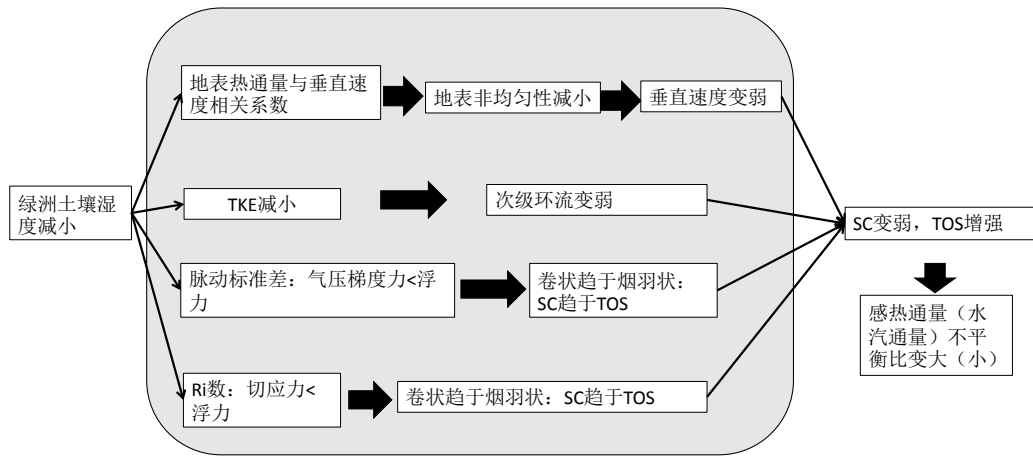 地表热通量与垂直速
度相关系数
地表非均匀性减小
垂直速度变弱
绿洲土壤湿
度减小
TKE减小
次级环流变弱
SC变弱，TOS增强
脉动标准差：气压梯度力<浮
力
卷状趋于烟羽状：
SC趋于TOS
感热通量（水
汽通量）不平
衡比变大（小）
Ri数：切应力<
浮力
卷状趋于烟羽状：SC趋于TOS